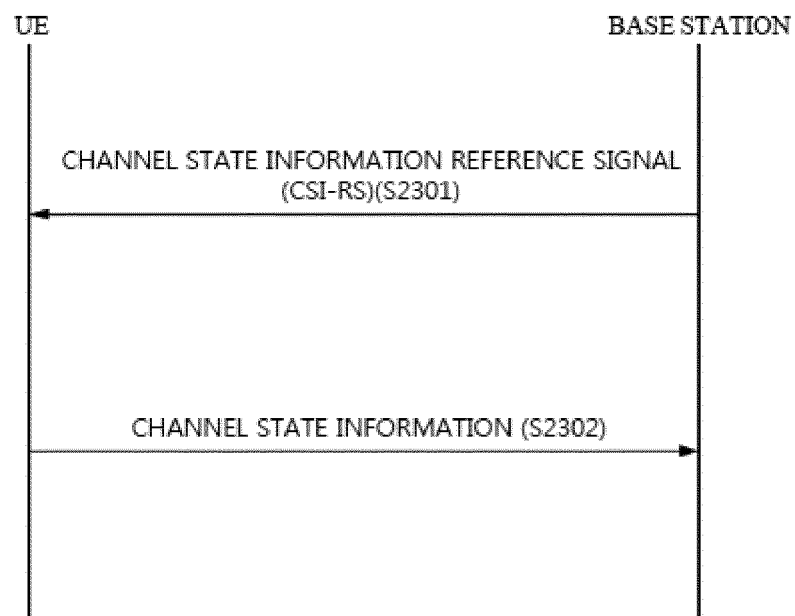 UE
BASE STATION
CHANNEL STATE INFORMATION REFERENCE SIGNAL
(CSI-RS)(S2301)
CHANNEL STATE INFORMATION (S2302)